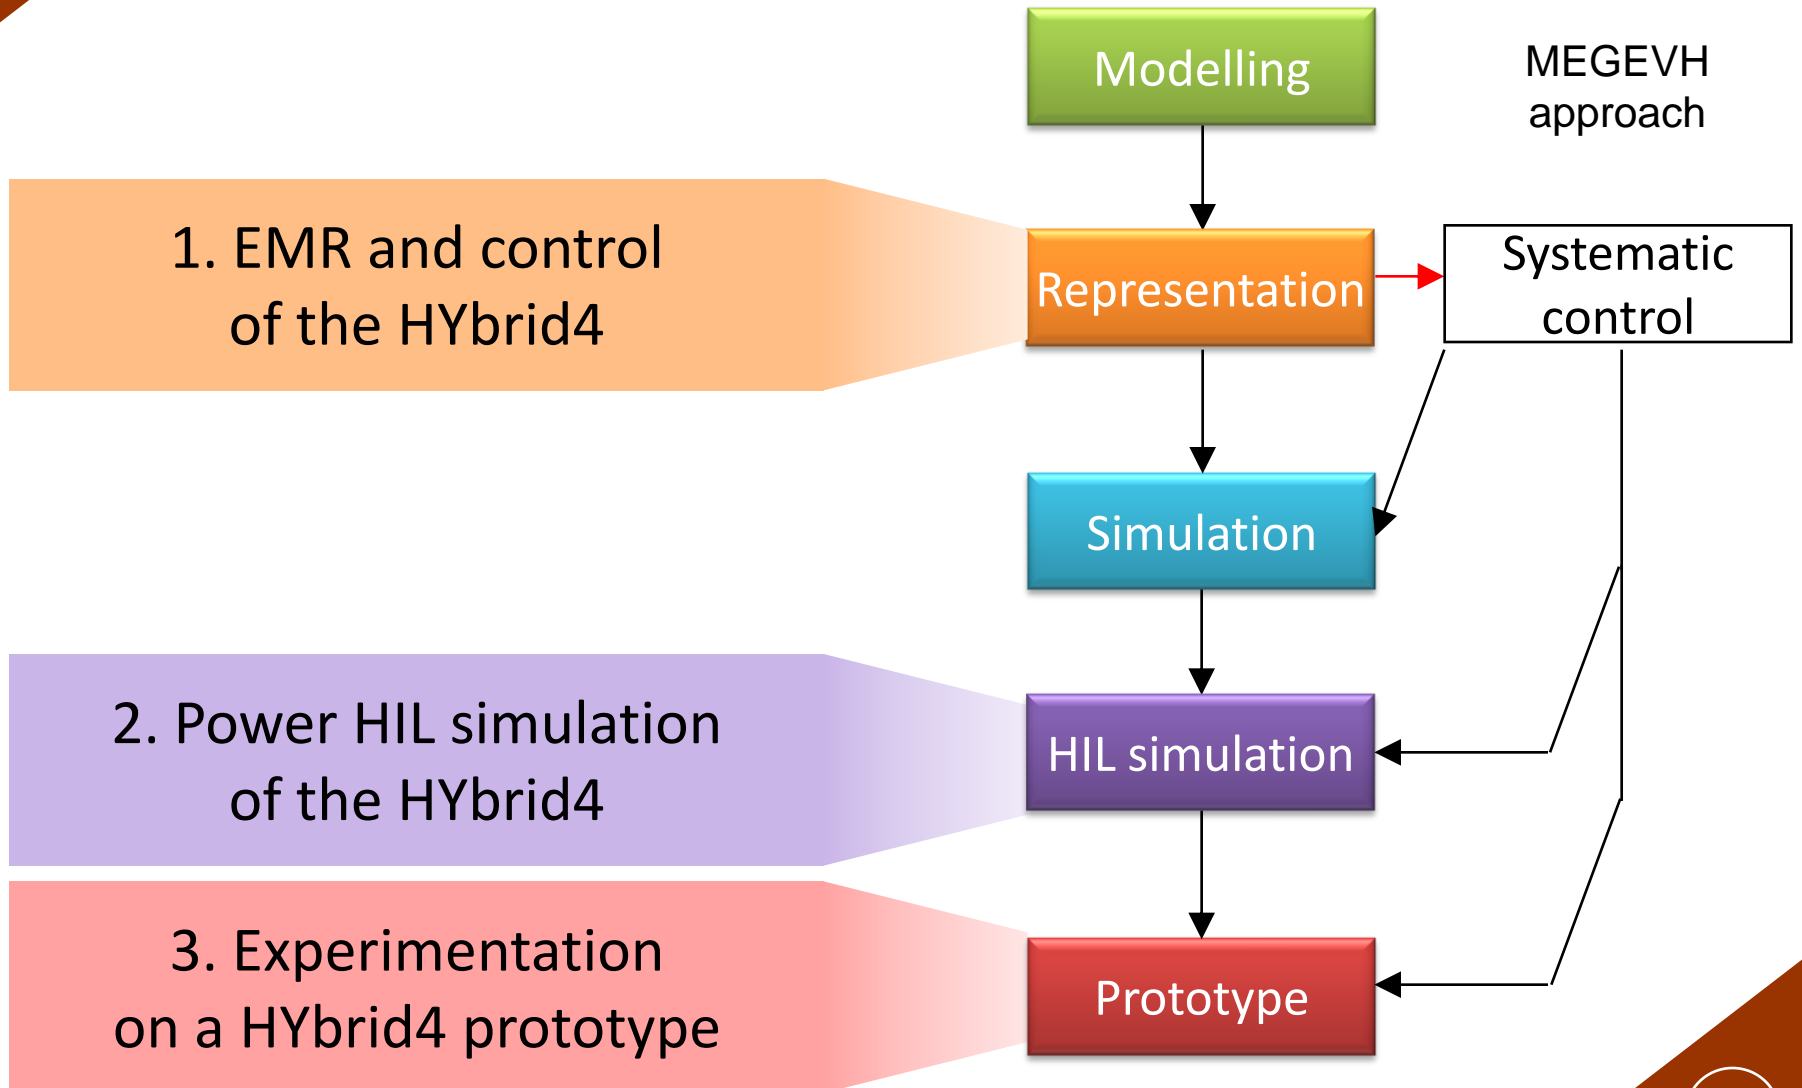 Modelling
MEGEVH
approach
1. EMR and control
of the HYbrid4
Representation
Systematic
control
Simulation
2. Power HIL simulation
of the HYbrid4
HIL simulation
3. Experimentation
on a HYbrid4 prototype
Prototype